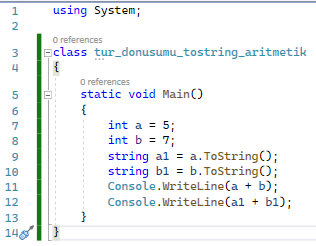 1 using System;
2
0 references
3 class tur_donusumu_tostring_aritmetik
4 {
0 references
5 static void Main()
6 {
7 int a = 5;
8 int b = 7;
9 string a1 = a.ToString();
10 string b1 = b.ToString();
11 Console.WriteLine(a + b);
12 Console.WriteLine(a1 + b1);
13 }
14 }